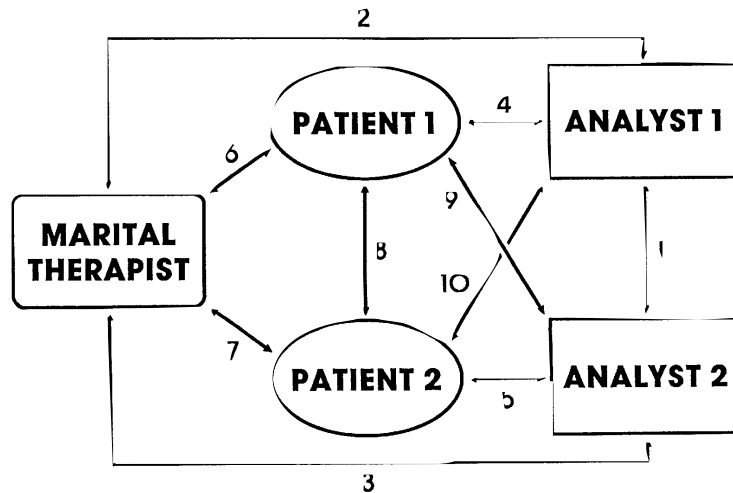 2
PATIENT 1
4
ANALYST 1
6
9
MARITAL
THERAPIST
8
1
10
7
PATIENT 2
5
ANALYST 2
3